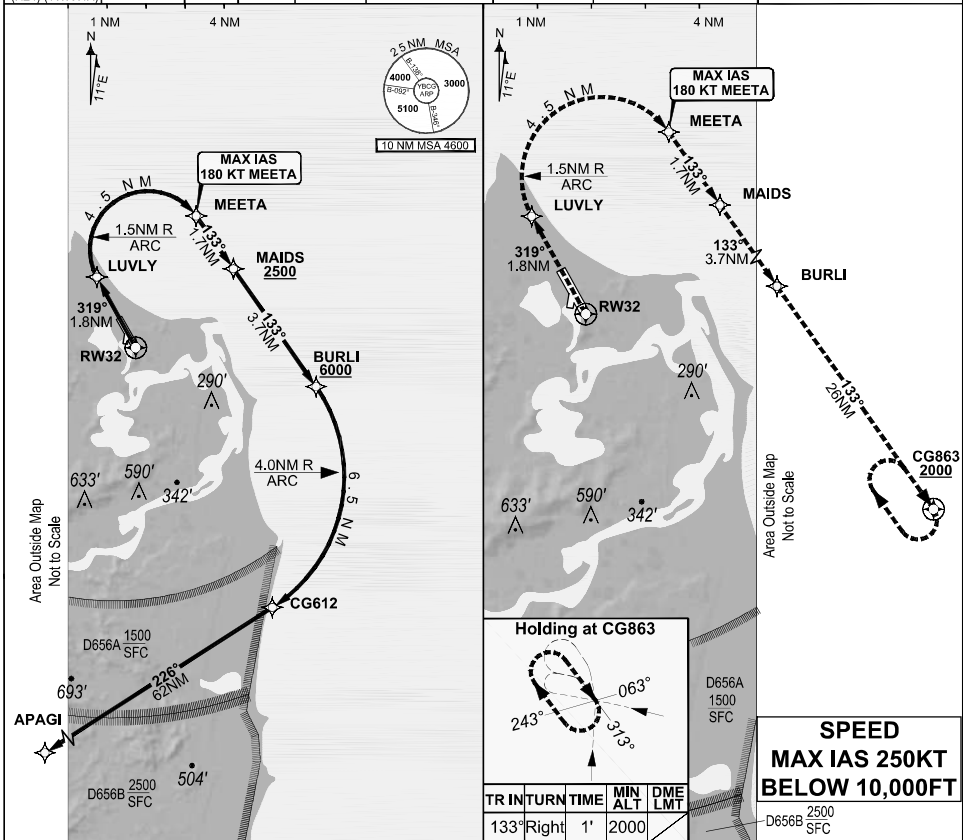 1 NM
4 NM
N
11°E
25NM MSA
B-138°
4000
3000
B-092°
YBCG
ARP
5100
B-346°
10 NM MSA 4600
MAX IAS
180 KT MEETA
MEETA
4.5 NM
133°
1.7NM
1.5NM R
ARC
MAIDS
2500
LUVLY
319°
1.8NM
133°
3.7NM
RW32
BURLI
6000
290'
4.0NM R
ARC
6.5 NM
633'
590'
342'
Area Outside Map
Not to Scale
CG612
D656A 1500
SFC
226°
62NM
693'
APAGI
D656B 2500
SFC
504'
1 NM
4 NM
N
11°E
MAX IAS
180 KT MEETA
4.5 NM
MEETA
133°
1.7NM
1.5NM R
ARC
LUVLY
MAIDS
319°
1.8NM
133°
3.7NM
BURLI
RW32
290'
133°
26NM
CG863
2000
633'
590'
342'
Area Outside Map
Not to Scale
Holding at CG863
063°
243°
313°
TR IN TURN TIME MIN ALT DME LMT
133° Right 1' 2000
D656A
1500
SFC
SPEED
MAX IAS 250KT
BELOW 10,000FT
D656B 2500
SFC